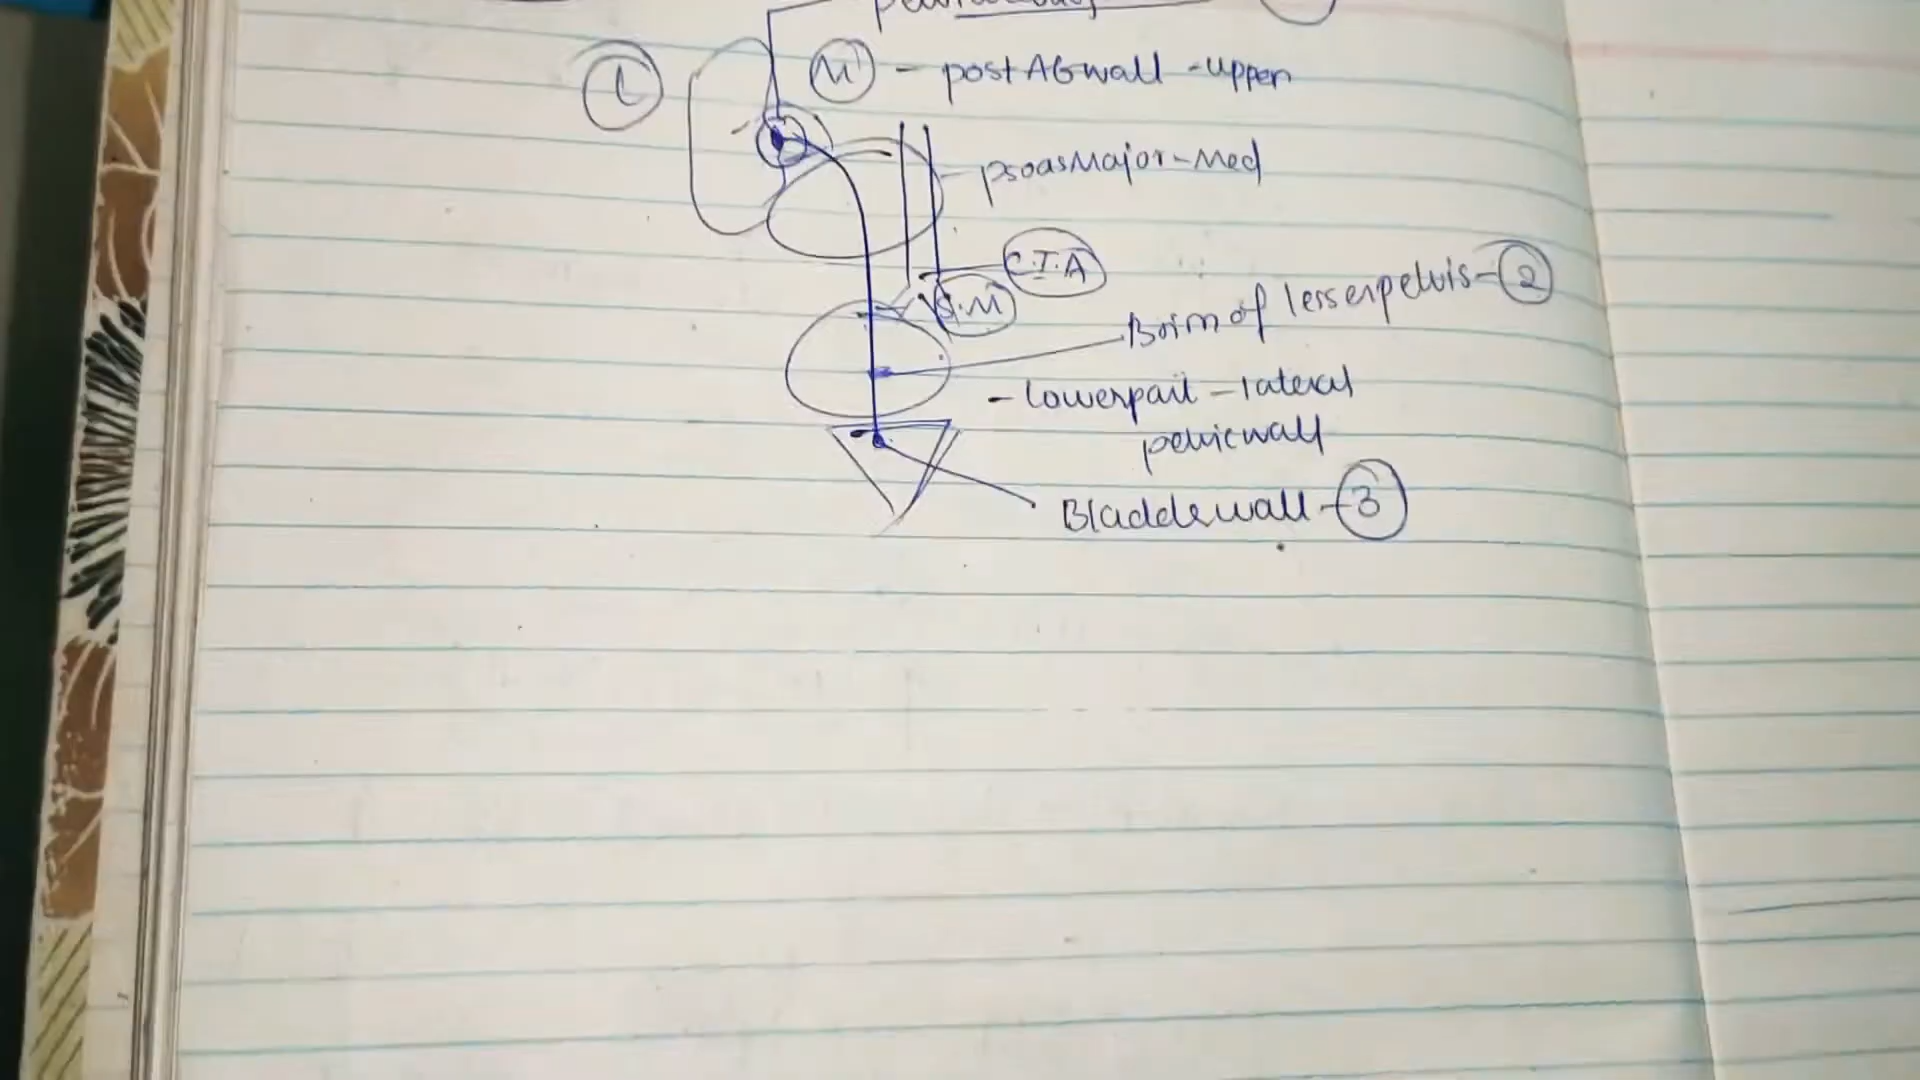 U - post AB wall - upper
L
psoas Major - Med
C.I.A
S.M
Brim of lesser pelvis - 2
- Lower part - lateral
pelvic wall
Bladder wall - 3